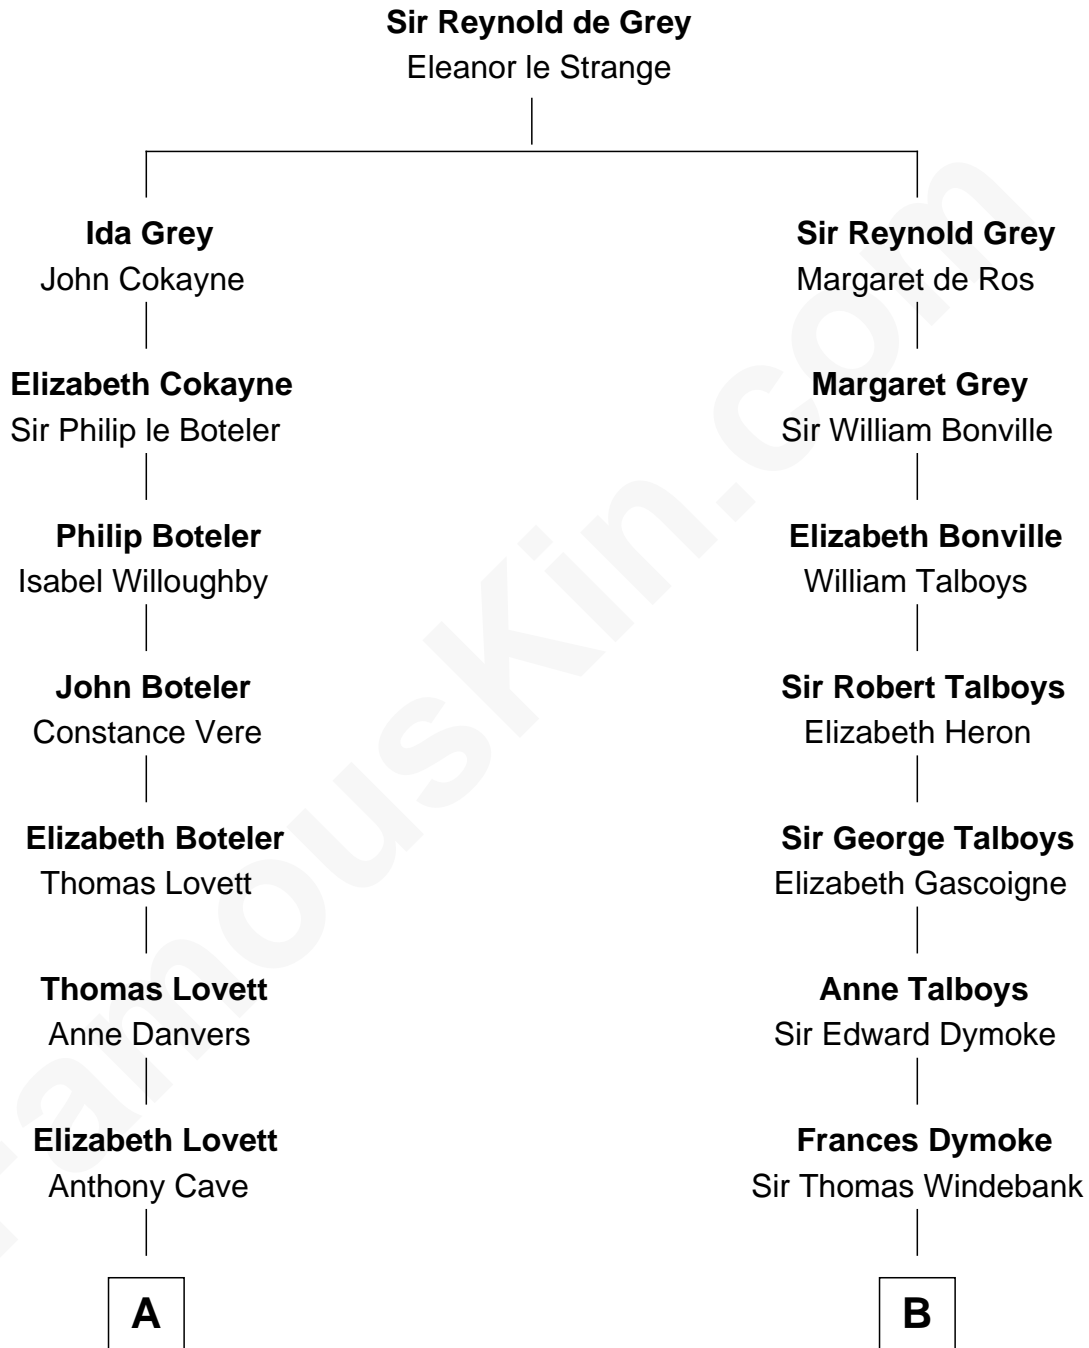 Sir Reynold de Grey
Eleanor le Strange
Ida Grey
John Cokayne
Sir Reynold Grey
Margaret de Ros
Elizabeth Cokayne
Sir Philip le Boteler
Margaret Grey
Sir William Bonville
Philip Boteler
Isabel Willoughby
Elizabeth Bonville
William Talboys
John Boteler
Constance Vere
Sir Robert Talboys
Elizabeth Heron
Elizabeth Boteler
Thomas Lovett
Sir George Talboys
Elizabeth Gascoigne
Thomas Lovett
Anne Danvers
Anne Talboys
Sir Edward Dymoke
Elizabeth Lovett
Anthony Cave
Frances Dymoke
Sir Thomas Windebank
A
B
FamousKin.com